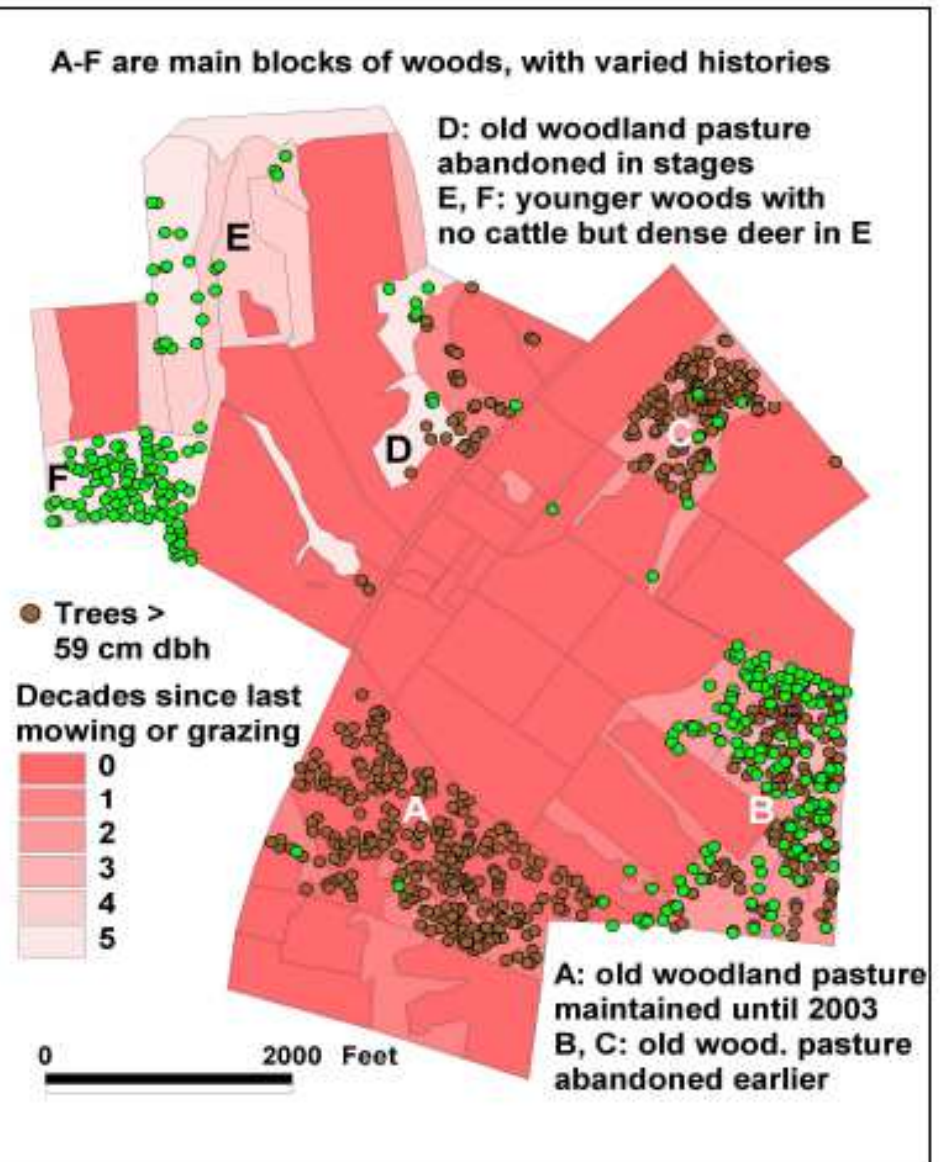 A-F are main blocks of woods, with varied histories
D: old woodland pasture
abandoned in stages
E, F: younger woods with
no cattle but dense deer in E
E
D
C
F
Trees >
59 cm dbh
Decades since last
mowing or grazing
0
1
2
3
4
5
A
B
A: old woodland pasture
maintained until 2003
B, C: old wood. pasture
abandoned earlier
0 2000 Feet